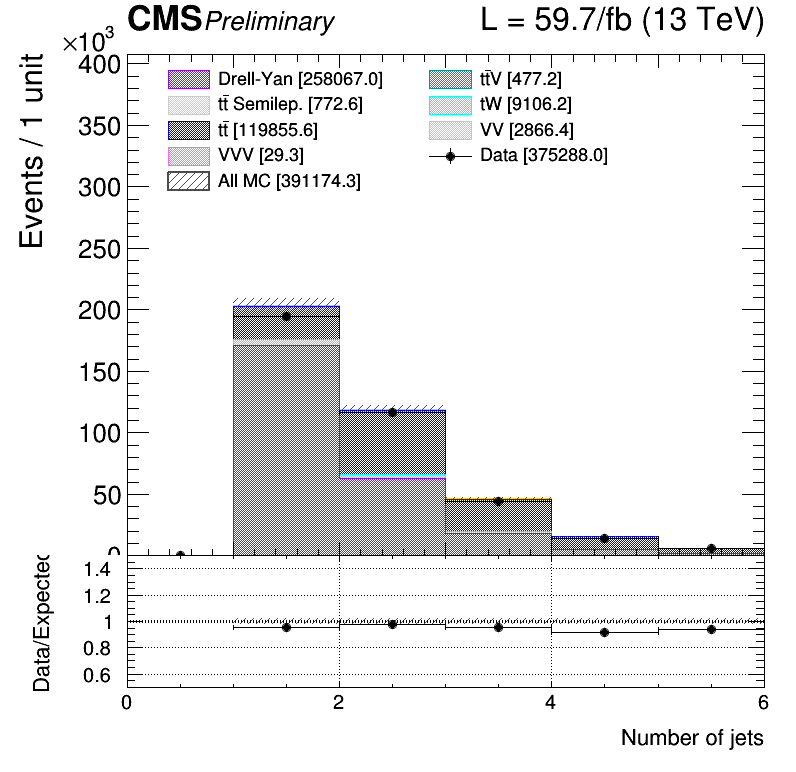 CMS Preliminary L = 59.7/fb (13 TeV)
×10³
Events / 1 unit
400
350
300
250
200
150
100
50
0
Drell-Yan [258067.0]
tt̄ Semilep. [772.6]
tt̄ [119855.6]
VVV [29.3]
All MC [391174.3]
tt̄V [477.2]
tW [9106.2]
VV [2866.4]
Data [375288.0]
Data/Expected
1.4
1.2
1
0.8
0.6
0 2 4 6
Number of jets